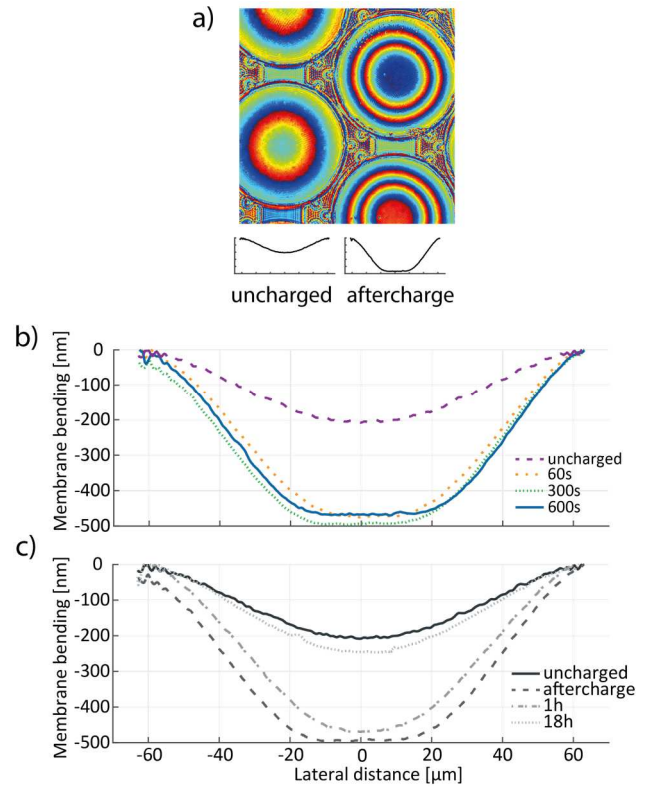 a)
uncharged
aftercharge
b)
Membrane bending [nm]
0
-100
-200
-300
-400
-500
uncharged
60s
300s
600s
c)
Membrane bending [nm]
0
-100
-200
-300
-400
-500
uncharged
aftercharge
1h
18h
-60 -40 -20 0 20 40 60
Lateral distance [µm]